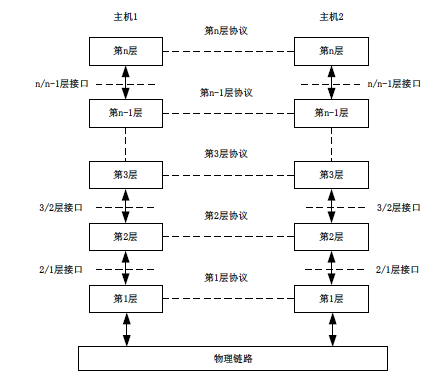 主机1 主机2
第n层协议
第n层 第n层
n/n-1层接口 n/n-1层接口
第n-1层协议
第n-1层 第n-1层
第3层协议
第3层 第3层
3/2层接口 3/2层接口
第2层协议
第2层 第2层
2/1层接口 2/1层接口
第1层协议
第1层 第1层
物理链路